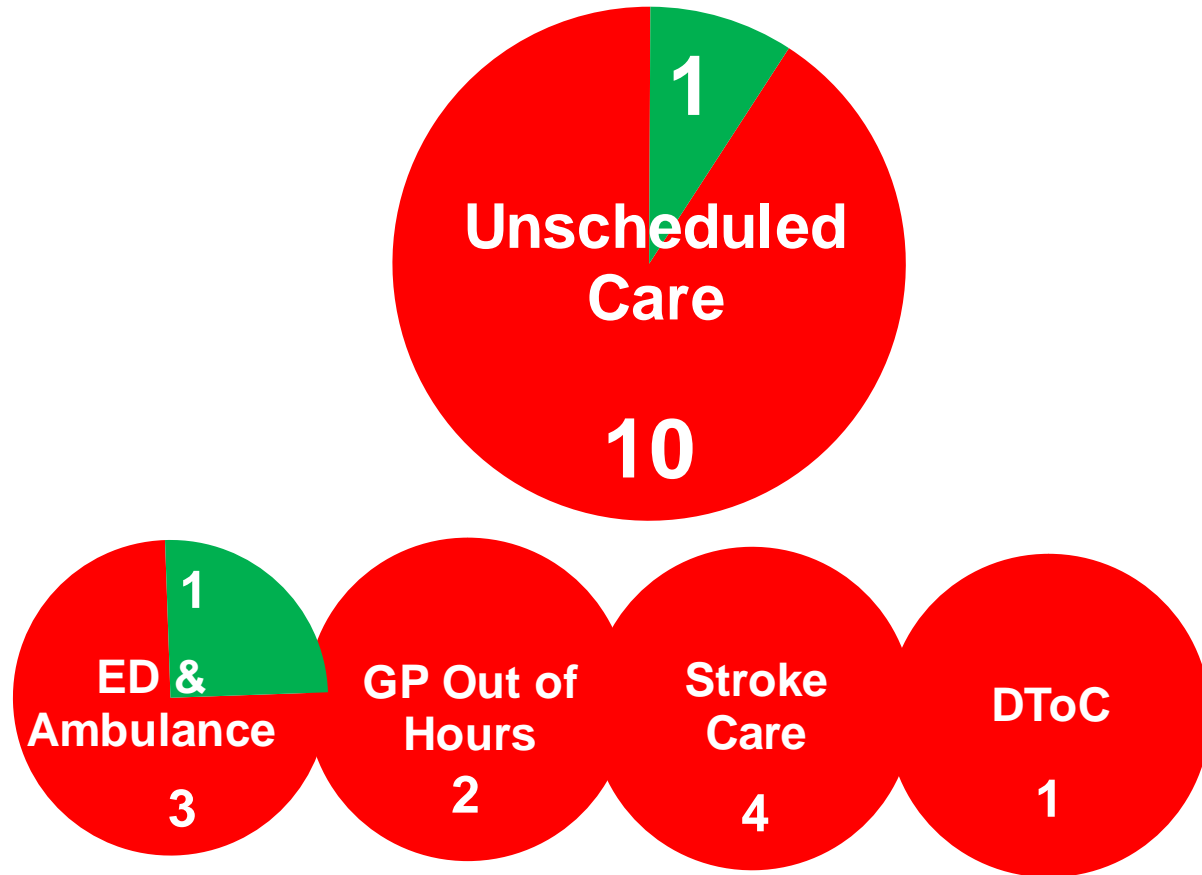 1
Unscheduled
Care
10
1
ED &
Ambulance
3
GP Out of
Hours
2
Stroke
Care
4
DToC
1